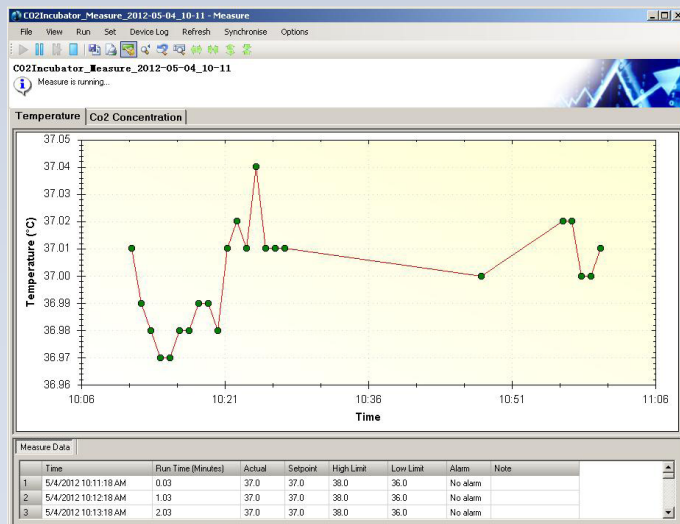 CO2Incubator_Measure_2012-05-04_10-11 - Measure
File View Run Set Device Log Refresh Synchronise Options
CO2Incubator_Measure_2012-05-04_10-11
Measure is running...
Temperature Co2 Concentration
37.05
37.04
37.03
37.02
37.01
37.00
36.99
36.98
36.97
36.96
Temperature (°C)
10:06 10:21 10:36 10:51 11:06
Time
Measure Data
Time Run Time (Minutes) Actual Setpoint High Limit Low Limit Alarm Note
1 5/4/2012 10:11:18 AM 0.03 37.0 37.0 38.0 36.0 No alarm
2 5/4/2012 10:12:18 AM 1.03 37.0 37.0 38.0 36.0 No alarm
3 5/4/2012 10:13:18 AM 2.03 37.0 37.0 38.0 36.0 No alarm